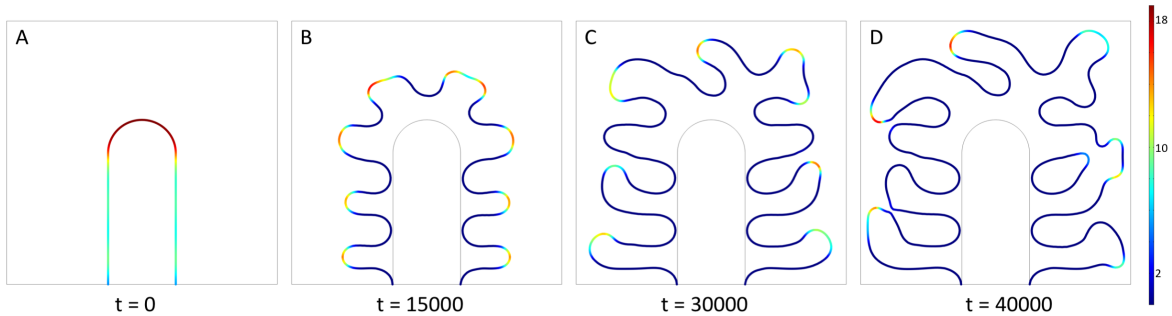 A
B
C
D
18
10
2
t = 0
t = 15000
t = 30000
t = 40000